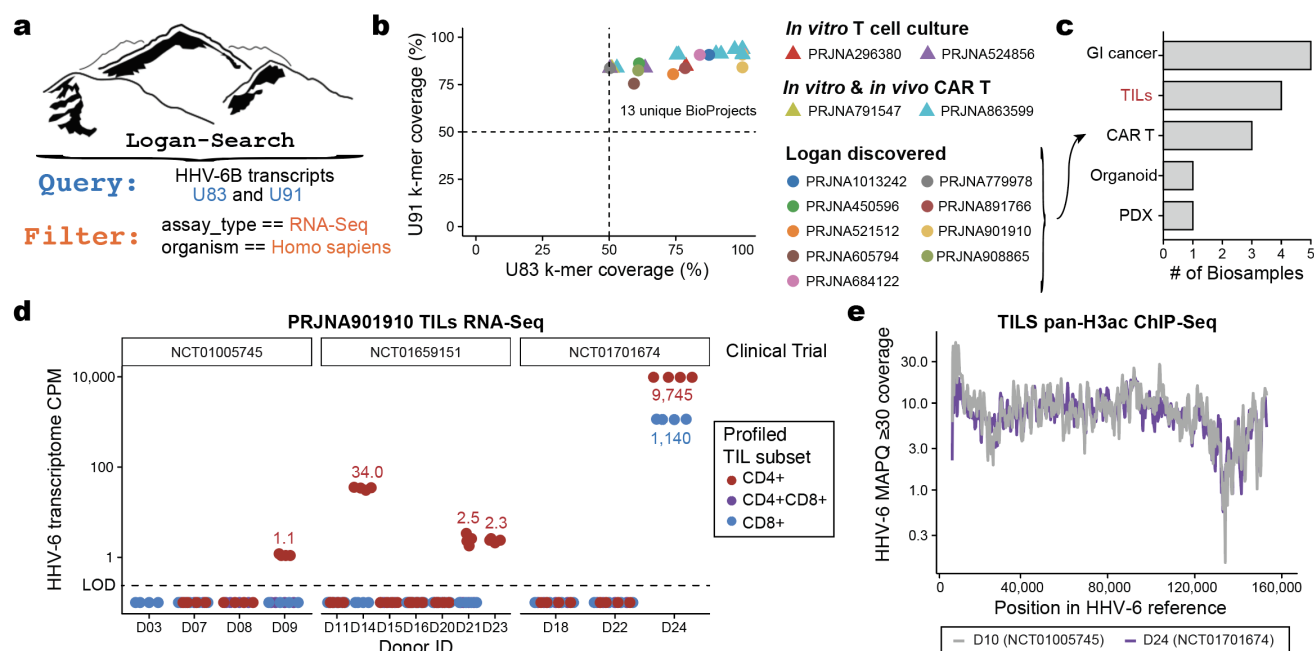 a
Logan-Search
Query:
HHV-6B transcripts
U83 and U91
Filter:
assay_type == RNA-Seq
organism == Homo sapiens
b
U91 k-mer coverage (%)
100
75
50
25
0
13 unique BioProjects
0
25
50
75
100
U83 k-mer coverage (%)
In vitro T cell culture
PRJNA296380
PRJNA524856
In vitro & in vivo CAR T
PRJNA791547
PRJNA863599
Logan discovered
PRJNA1013242
PRJNA779978
PRJNA450596
PRJNA891766
PRJNA521512
PRJNA901910
PRJNA605794
PRJNA908865
PRJNA684122
c
GI cancer
TILs
CAR T
Organoid
PDX
0
1
2
3
4
5
# of Biosamples
d
PRJNA901910 TILs RNA-Seq
NCT01005745
NCT01659151
NCT01701674
Clinical Trial
HHV-6 transcriptome CPM
10,000
100
1
LOD
1.1
34.0
2.5
2.3
9,745
1,140
D03
D07
D08
D09
D11
D14
D15
D16
D20
D21
D23
D18
D22
D24
Donor ID
Profiled
TIL subset
CD4+
CD4+CD8+
CD8+
e
TILS pan-H3ac ChIP-Seq
HHV-6 MAPQ ≥30 coverage
30.0
10.0
3.0
1.0
0.3
0
40,000
80,000
120,000
160,000
Position in HHV-6 reference
D10 (NCT01005745)
D24 (NCT01701674)